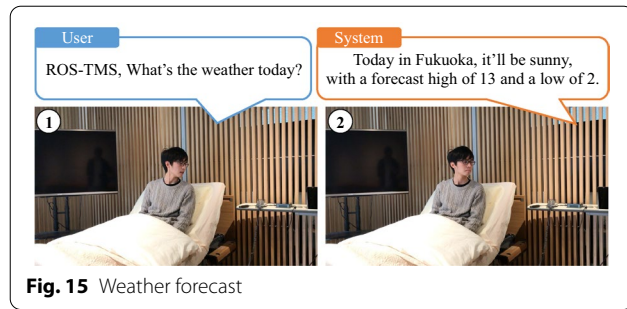 User
ROS-TMS, What's the weather today?
System
Today in Fukuoka, it'll be sunny,
with a forecast high of 13 and a low of 2.
1
2
Fig. 15 Weather forecast